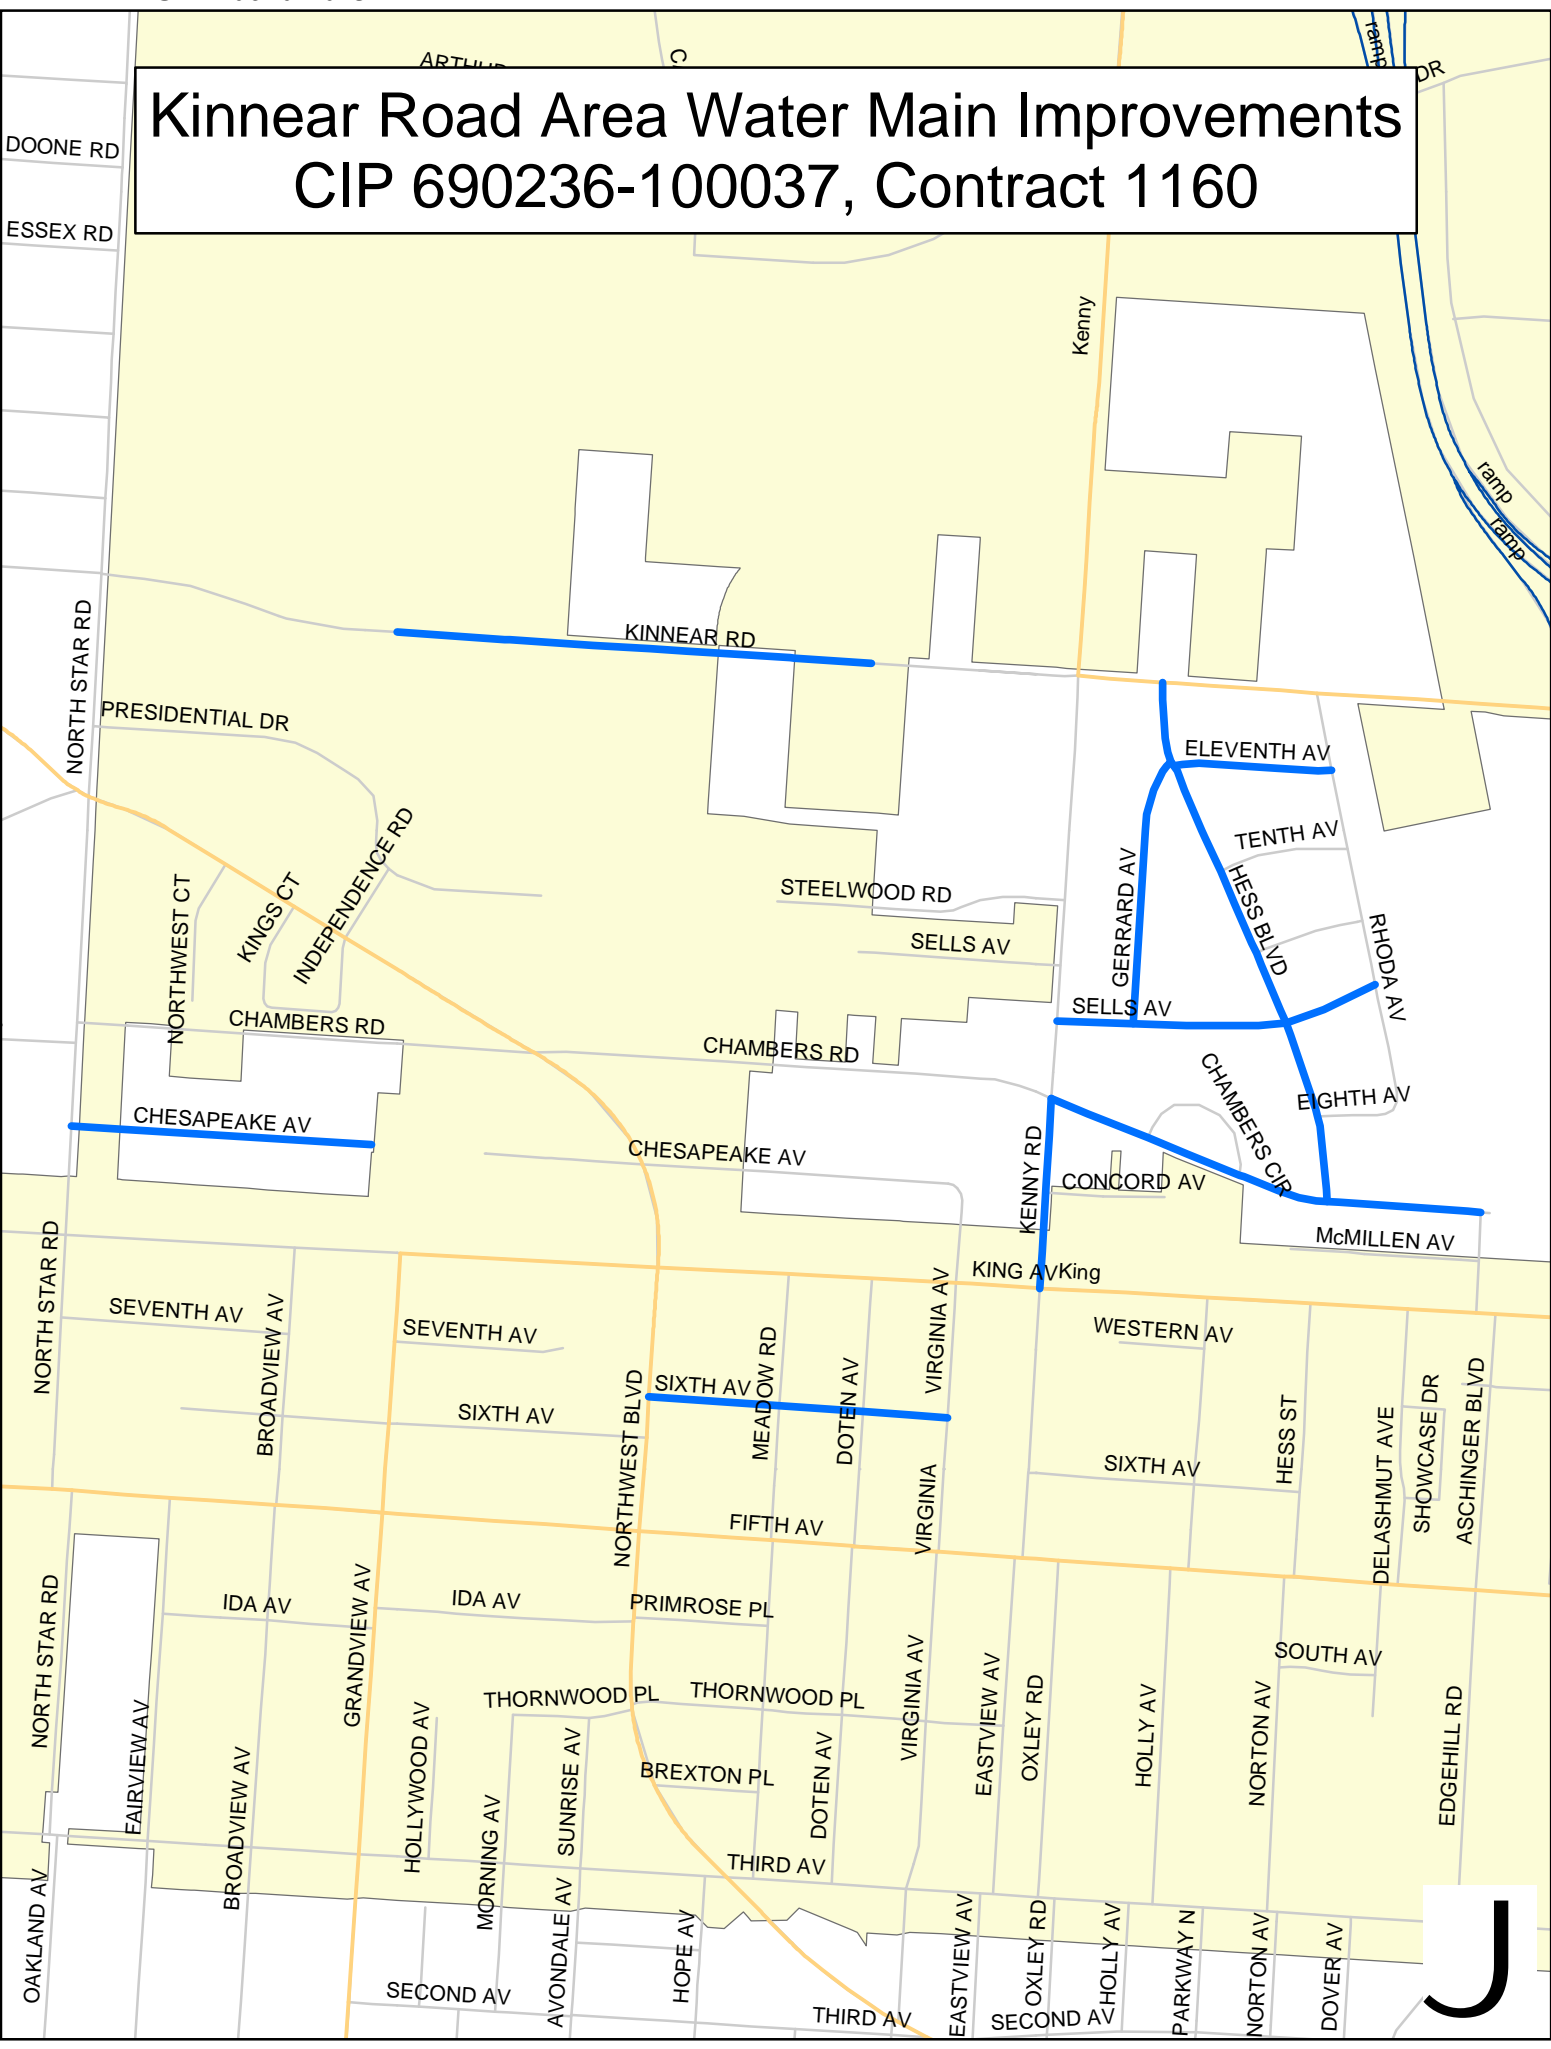 Kinnear Road Area Water Main Improvements
CIP 690236-100037, Contract 1160
DR
ramp
DOONE RD
ESSEX RD
Kenny
ramp
ramp
KINNEAR RD
NORTH STAR RD
PRESIDENTIAL DR
ELEVENTH AV
TENTH AV
INDEPENDENCE RD
KINGS CT
NORTHWEST CT
STEELWOOD RD
GERRARD AV
HESS BLVD
RHODA AV
SELLS AV
SELLS AV
CHAMBERS RD
CHAMBERS RD
CHAMBERS CIR
EIGHTH AV
CHESAPEAKE AV
CHESAPEAKE AV
KENNY RD
CONCORD AV
McMILLEN AV
KING AV
King
NORTH STAR RD
SEVENTH AV
BROADVIEW AV
SEVENTH AV
VIRGINIA AV
WESTERN AV
MEADOW RD
DOTEN AV
SIXTH AV
SIXTH AV
NORTHWEST BLVD
SIXTH AV
HESS ST
DELASHMUT AVE
SHOWCASE DR
ASCHINGER BLVD
VIRGINIA
FIFTH AV
NORTH STAR RD
IDA AV
GRANDVIEW AV
IDA AV
PRIMROSE PL
SOUTH AV
THORNWOOD PL
THORNWOOD PL
VIRGINIA AV
EASTVIEW AV
OXLEY RD
HOLLY AV
NORTON AV
EDGEHILL RD
FAIRVIEW AV
BROADVIEW AV
HOLLYWOOD AV
MORNING AV
SUNRISE AV
BREXTON PL
DOTEN AV
THIRD AV
OAKLAND AV
AVONDALE AV
HOPE AV
EASTVIEW AV
OXLEY RD
HOLLY AV
PARKWAY N
NORTON AV
DOVER AV
SECOND AV
THIRD AV
SECOND AV
J